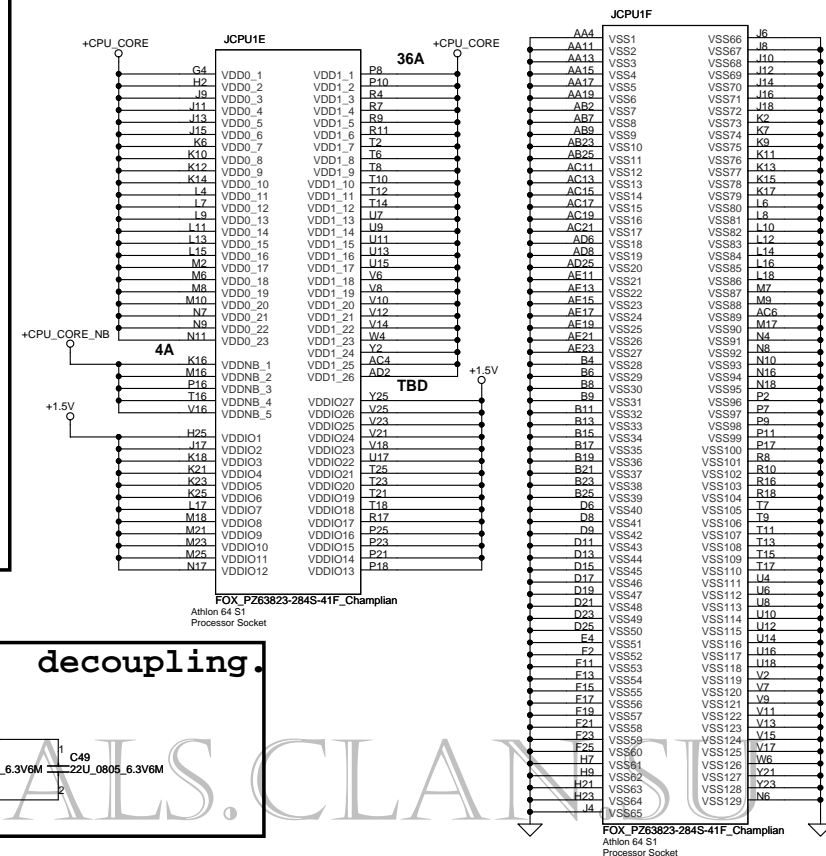 JCPU1E
+CPU_CORE
+CPU_CORE
36A
G4 VDD0_1 VDD1_1 P8
H2 VDD0_2 VDD1_2 P10
J9 VDD0_3 VDD1_3 R4
J11 VDD0_4 VDD1_4 R7
J13 VDD0_5 VDD1_5 R9
J15 VDD0_6 VDD1_6 R11
K6 VDD0_7 VDD1_7 T2
K10 VDD0_8 VDD1_8 T6
K12 VDD0_9 VDD1_9 T8
K14 VDD0_10 VDD1_10 T10
L4 VDD0_11 VDD1_11 T12
L7 VDD0_12 VDD1_12 T14
L9 VDD0_13 VDD1_13 U7
L11 VDD0_14 VDD1_14 U9
L13 VDD0_15 VDD1_15 U11
L15 VDD0_16 VDD1_16 U13
M2 VDD0_17 VDD1_17 U15
M6 VDD0_18 VDD1_18 V6
M8 VDD0_19 VDD1_19 V8
M10 VDD0_20 VDD1_20 V10
N7 VDD0_21 VDD1_21 V12
N9 VDD0_22 VDD1_22 V14
N11 VDD0_23 VDD1_23 W4
VDD1_24 Y2
VDD1_25 AC4
VDD1_26 AD2
+CPU_CORE_NB
4A
K16 VDDNB_1
M16 VDDNB_2
P16 VDDNB_3
T16 VDDNB_4
V16 VDDNB_5
+1.5V
TBD
+1.5V
VDDIO27 Y25
VDDIO26 V25
VDDIO25 V23
H25 VDDIO1 VDDIO24 V21
J17 VDDIO2 VDDIO23 V18
K18 VDDIO3 VDDIO22 U17
K21 VDDIO4 VDDIO21 T25
K23 VDDIO5 VDDIO20 T23
K25 VDDIO6 VDDIO19 T21
L17 VDDIO7 VDDIO18 T18
M18 VDDIO8 VDDIO17 R17
M21 VDDIO9 VDDIO16 P25
M23 VDDIO10 VDDIO15 P23
M25 VDDIO11 VDDIO14 P21
N17 VDDIO12 VDDIO13 P18
FOX_PZ63823-284S-41F_Champlian
Athlon 64 S1
Processor Socket
JCPU1F
AA4 VSS1 VSS66 J6
AA11 VSS2 VSS67 J8
AA13 VSS3 VSS68 J10
AA15 VSS4 VSS69 J12
AA17 VSS5 VSS70 J14
AA19 VSS6 VSS71 J16
AB2 VSS7 VSS72 J18
AB7 VSS8 VSS73 K2
AB9 VSS9 VSS74 K7
AB23 VSS10 VSS75 K9
AB25 VSS11 VSS76 K11
AC11 VSS12 VSS77 K13
AC13 VSS13 VSS78 K15
AC15 VSS14 VSS79 K17
AC17 VSS15 VSS80 L6
AC19 VSS16 VSS81 L8
AC21 VSS17 VSS82 L10
AD6 VSS18 VSS83 L12
AD8 VSS19 VSS84 L14
AD25 VSS20 VSS85 L16
AE11 VSS21 VSS86 L18
AE13 VSS22 VSS87 M7
AE15 VSS23 VSS88 M9
AE17 VSS24 VSS89 AC6
AE19 VSS25 VSS90 M17
AE21 VSS26 VSS91 N4
AE23 VSS27 VSS92 N8
B4 VSS28 VSS93 N10
B6 VSS29 VSS94 N16
B8 VSS30 VSS95 N18
B9 VSS31 VSS96 P2
B11 VSS32 VSS97 P7
B13 VSS33 VSS98 P9
B15 VSS34 VSS99 P11
B17 VSS35 VSS100 P17
B19 VSS36 VSS101 R8
B21 VSS37 VSS102 R10
B23 VSS38 VSS103 R16
B25 VSS39 VSS104 R18
D6 VSS40 VSS105 T7
D8 VSS41 VSS106 T9
D9 VSS42 VSS107 T11
D11 VSS43 VSS108 T13
D13 VSS44 VSS109 T15
D15 VSS45 VSS110 T17
D17 VSS46 VSS111 U4
D19 VSS47 VSS112 U6
D21 VSS48 VSS113 U8
D23 VSS49 VSS114 U10
D25 VSS50 VSS115 U12
E4 VSS51 VSS116 U14
F2 VSS52 VSS117 U16
F11 VSS53 VSS118 U18
F13 VSS54 VSS119 V2
F15 VSS55 VSS120 V7
F17 VSS56 VSS121 V9
F19 VSS57 VSS122 V11
F21 VSS58 VSS123 V13
F23 VSS59 VSS124 V15
F25 VSS60 VSS125 V17
H7 VSS61 VSS126 W6
H9 VSS62 VSS127 Y21
H21 VSS63 VSS128 Y23
H23 VSS64 VSS129 N6
J4 VSS65
FOX_PZ63823-284S-41F_Champlian
Athlon 64 S1
Processor Socket
decoupling.
_6.3V6M
1
C49
22U_0805_6.3V6M
2
ALS.CLAN.SU